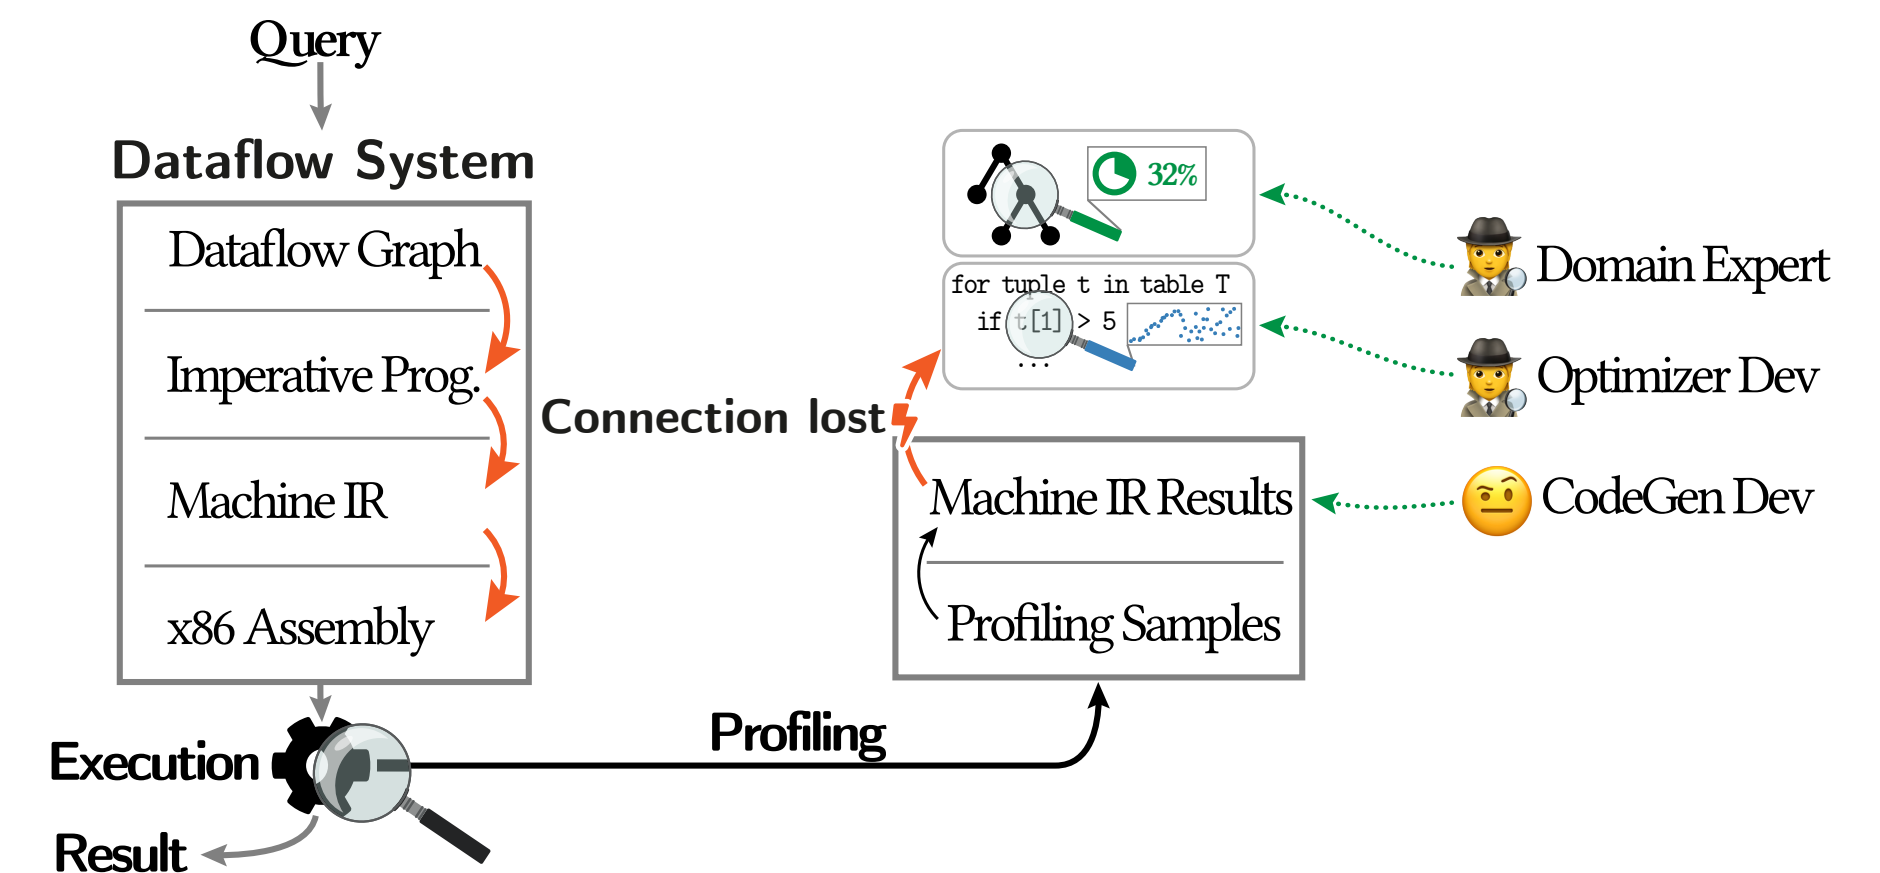 Query
Dataflow System
Dataflow Graph
Imperative Prog.
Machine IR
x86 Assembly
Execution
Result
Profiling
Connection lost
32%
for tuple t in table T
if t[1] > 5
...
Machine IR Results
Profiling Samples
Domain Expert
Optimizer Dev
CodeGen Dev